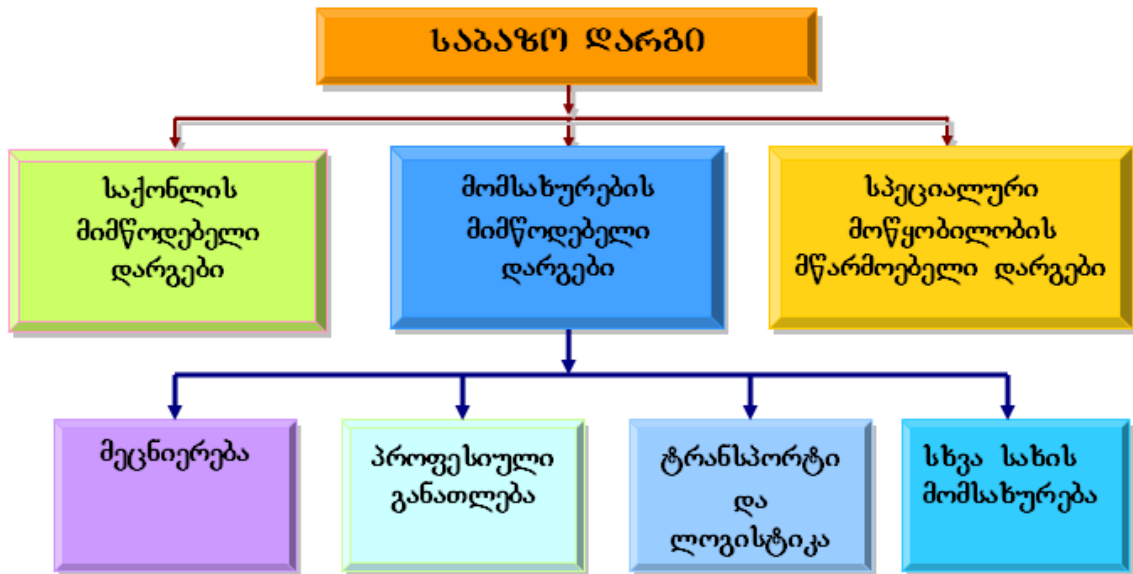 საბაზო დარგი
საქონლის
მიმწოდებელი
დარგები
მომსახურების
მიმწოდებელი
დარგები
სპეციალური
მოწყობილობის
მწარმოებელი დარგები
მეცნიერება
პროფესიული
განათლება
ტრანსპორტი
და
ლოგისტიკა
სხვა სახის
მომსახურება